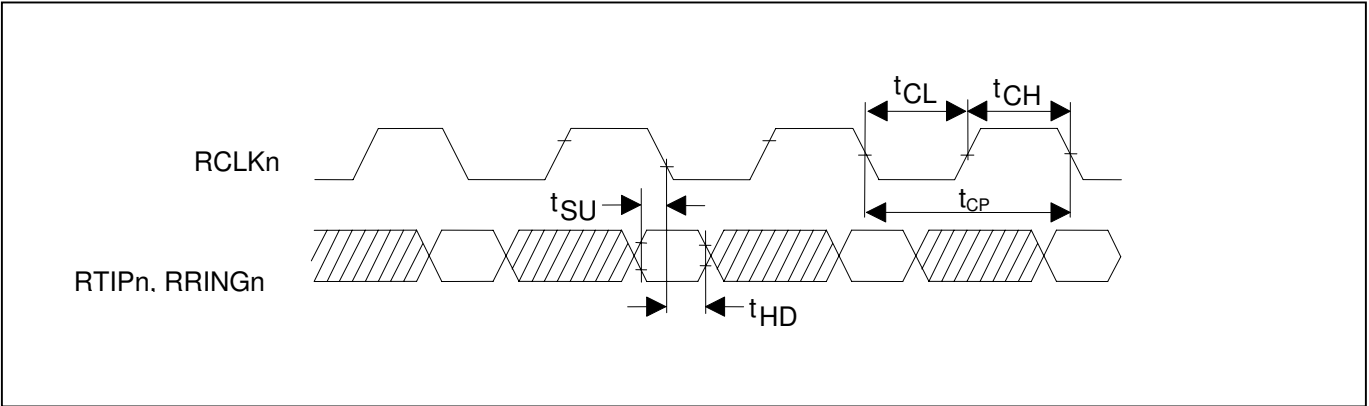 tCL tCH
RCLKn
tCP
tSU
RTIPn, RRINGn
tHD